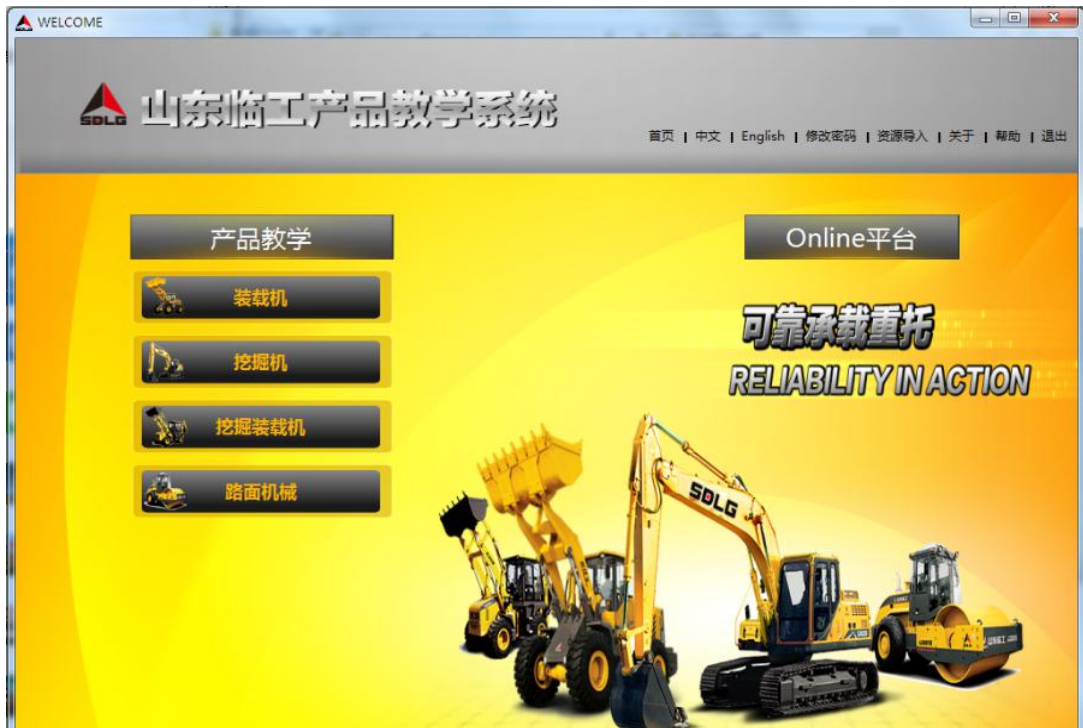 WELCOME
SDLG
山东临工产品教学系统
首页 | 中文 | English | 修改密码 | 资源导入 | 关于 | 帮助 | 退出
产品教学
Online平台
装载机
挖掘机
挖掘装载机
路面机械
可靠承载重托
RELIABILITY IN ACTION
SDLG